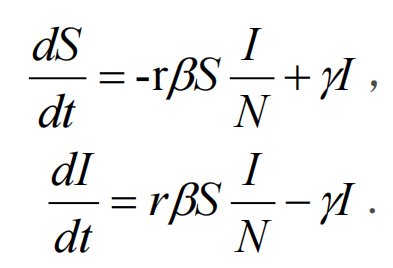 dS/dt = -rβS I/N + γI ,
dI/dt = rβS I/N − γI .